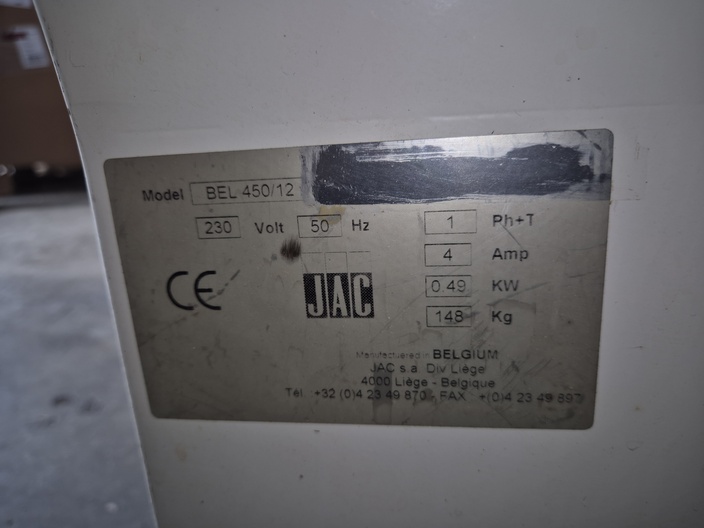 Model BEL 450/12
230 Volt 50 Hz 1 Ph+T
4 Amp
CE JAC 0.49 KW
148 Kg
Manufactuered in BELGIUM
JAC s.a. Div Liège
4000 Liège - Belgique
Tél. +32 (0)4 23 49 870 - FAX +(0)4 23 49 897